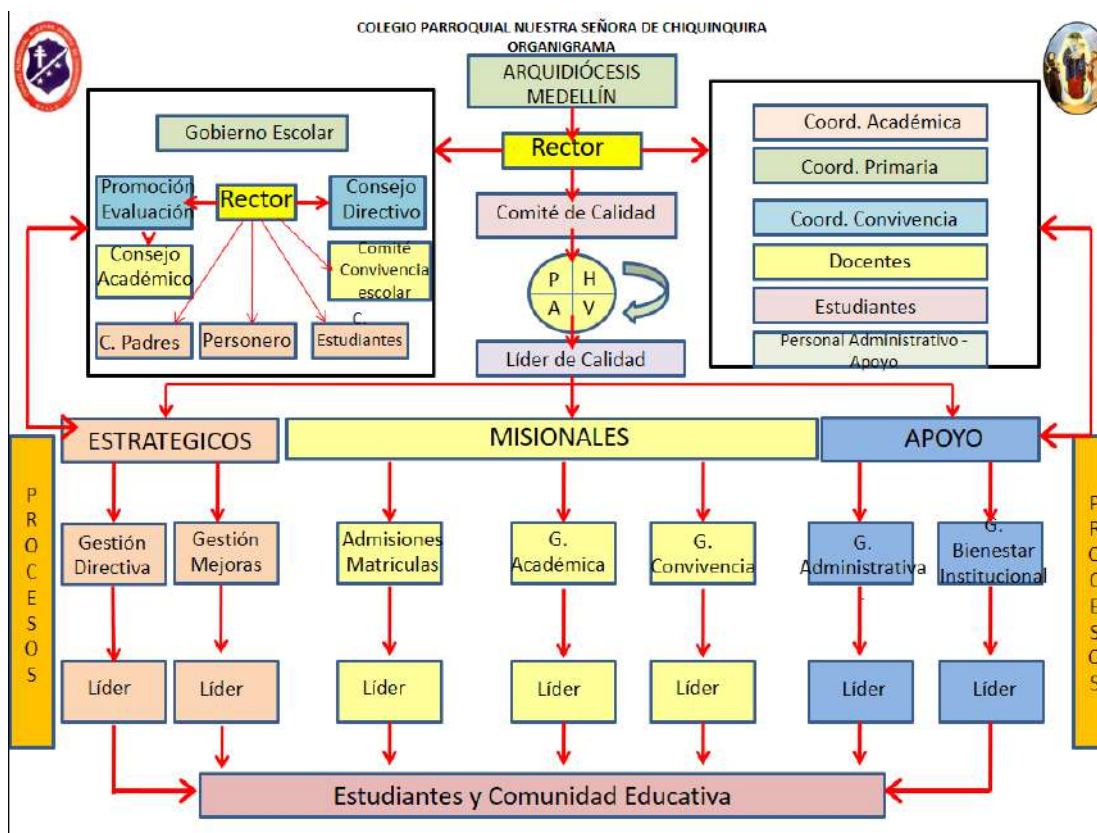 COLEGIO PARROQUIAL NUESTRA SEÑORA DE CHIQUINQUIRA
ORGANIGRAMA
ARQUIDIÓCESIS
MEDELLÍN
Rector
Comité de Calidad
P H
A V
Líder de Calidad
Gobierno Escolar
Promoción
Evaluación
Rector
Consejo
Directivo
Consejo
Académico
Comité
Convivencia
escolar
C. Padres
Personero
C.
Estudiantes
Coord. Académica
Coord. Primaria
Coord. Convivencia
Docentes
Estudiantes
Personal Administrativo -
Apoyo
ESTRATEGICOS
MISIONALES
APOYO
P
R
O
C
E
S
O
S
Gestión
Directiva
Gestión
Mejoras
Admisiones
Matriculas
G.
Académica
G.
Convivencia
G.
Administrativa
.
G.
Bienestar
Institucional
P
R
O
C
E
S
O
S
Líder
Líder
Líder
Líder
Líder
Líder
Líder
Estudiantes y Comunidad Educativa